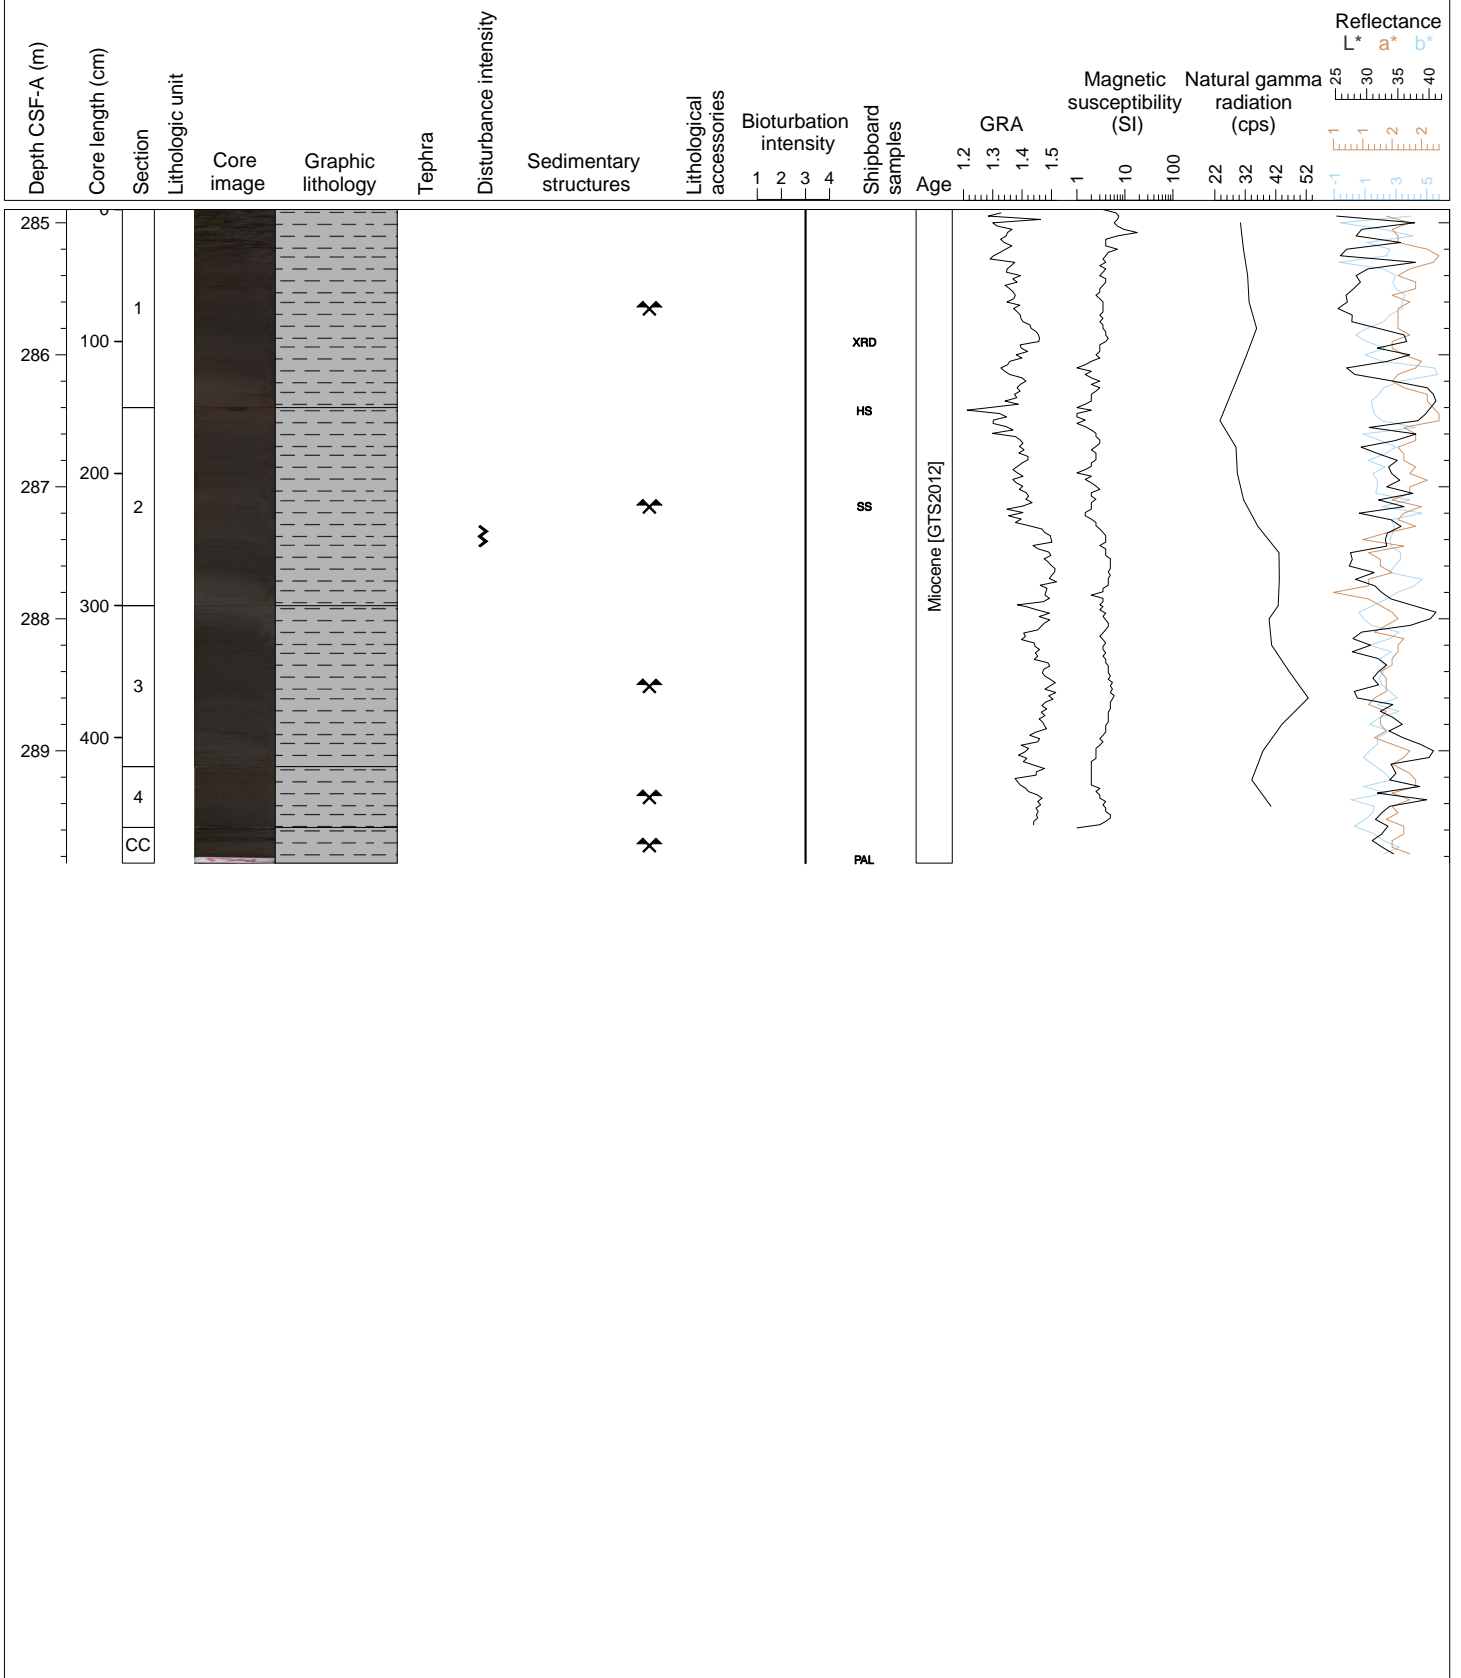 Depth CSF-A (m)
Core length (cm)
Section
Lithologic unit
Core
image
Graphic
lithology
Tephra
Disturbance intensity
Sedimentary
structures
Lithological
accessories
Bioturbation
intensity
1 2 3 4
Shipboard
samples
Age
GRA
1.2 1.3 1.4 1.5
Magnetic
susceptibility
(SI)
1 10 100
Natural gamma
radiation
(cps)
22 32 42 52
Reflectance
L* a* b*
25 30 35 40
1 1 2 2
-1 1 3 5
285
286
287
288
289
0
100
200
300
400
1
2
3
4
CC
XRD
HS
SS
PAL
Miocene [GTS2012]